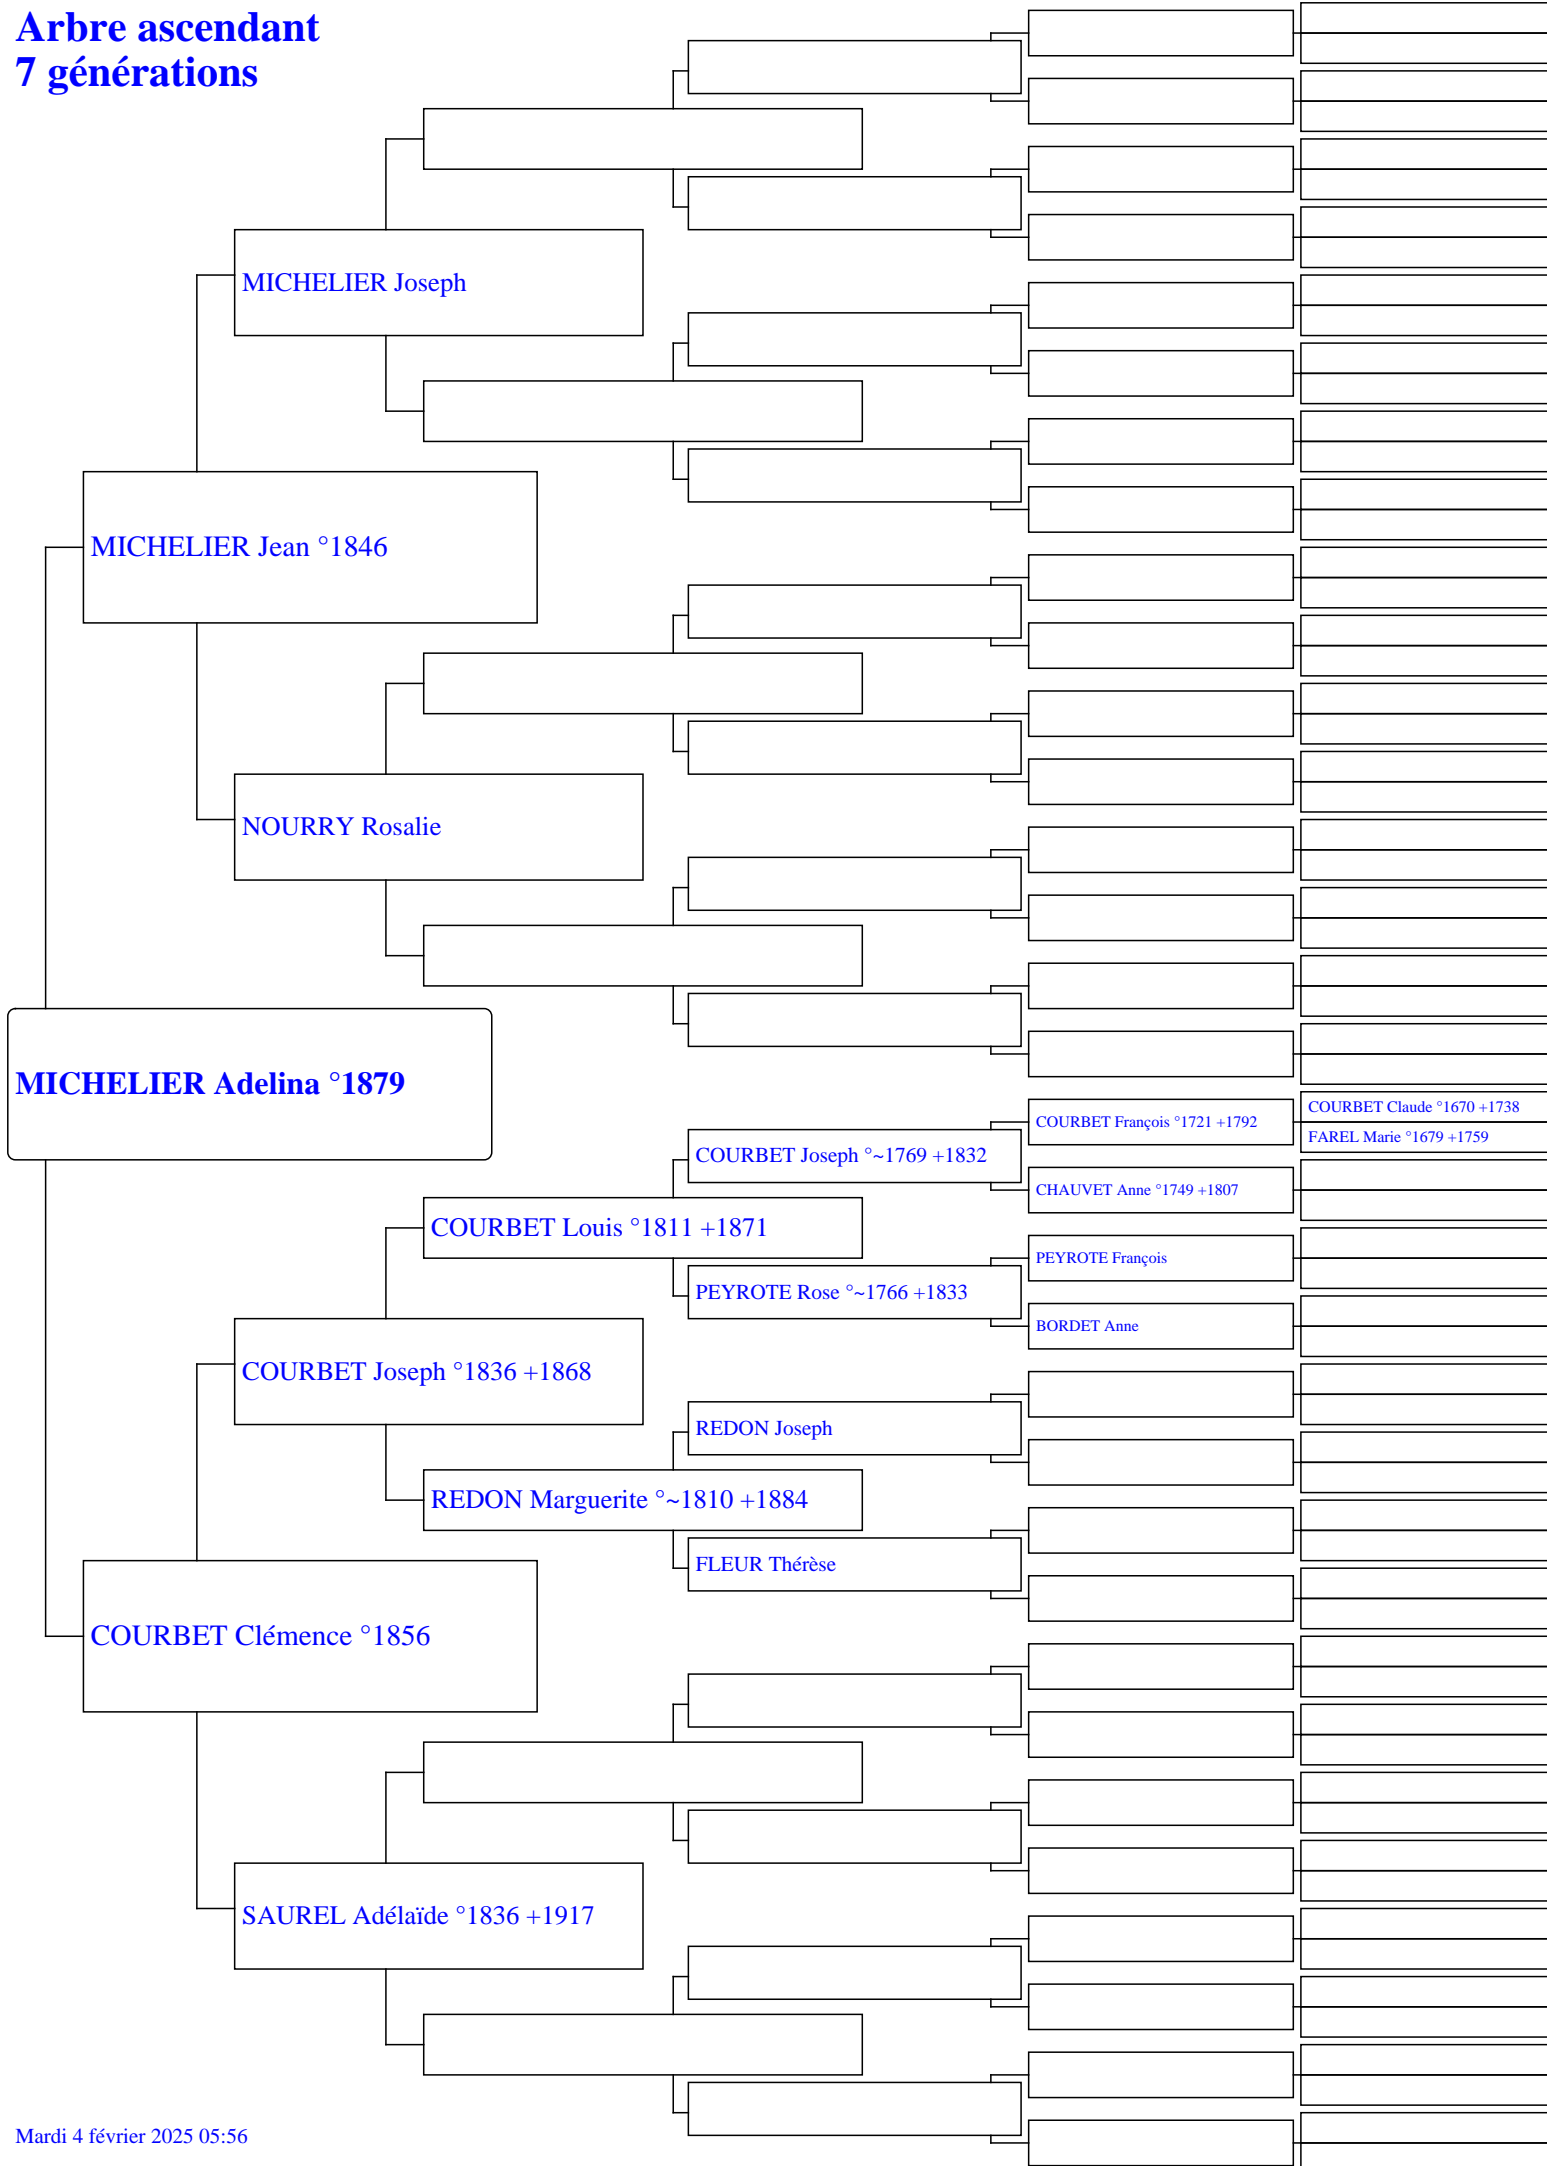 Arbre ascendant
7 générations
MICHELIER Joseph
MICHELIER Jean °1846
NOURRY Rosalie
MICHELIER Adelina °1879
COURBET Claude °1670 +1738
COURBET François °1721 +1792
FAREL Marie °1679 +1759
COURBET Joseph °~1769 +1832
CHAUVET Anne °1749 +1807
COURBET Louis °1811 +1871
PEYROTE François
PEYROTE Rose °~1766 +1833
BORDET Anne
COURBET Joseph °1836 +1868
REDON Joseph
REDON Marguerite °~1810 +1884
FLEUR Thérèse
COURBET Clémence °1856
SAUREL Adélaïde °1836 +1917
Mardi 4 février 2025 05:56